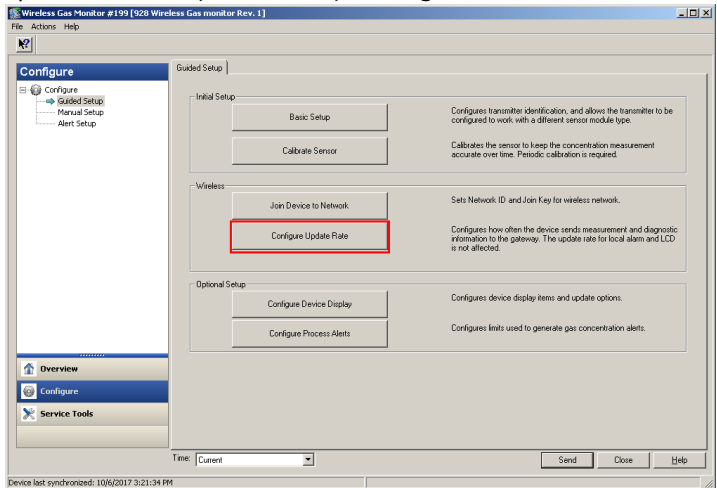 Wireless Gas Monitor #199 [928 Wireless Gas monitor Rev. 1]
File Actions Help
Configure
Guided Setup
Configure
Guided Setup
Manual Setup
Alert Setup
Initial Setup
Basic Setup
Configures transmitter identification, and allows the transmitter to be
configured to work with a different sensor module type.
Calibrate Sensor
Calibrates the sensor to keep the concentration measurement
accurate over time. Periodic calibration is required.
Wireless
Join Device to Network
Sets Network ID and Join Key for wireless network.
Configure Update Rate
Configures how often the device sends measurement and diagnostic
information to the gateway. The update rate for local alarm and LCD
is not affected.
Optional Setup
Configure Device Display
Configures device display items and update options.
Configure Process Alerts
Configures limits used to generate gas concentration alerts.
Overview
Configure
Service Tools
Time: Current
Send Close Help
Device last synchronized: 10/6/2017 3:21:34 PM